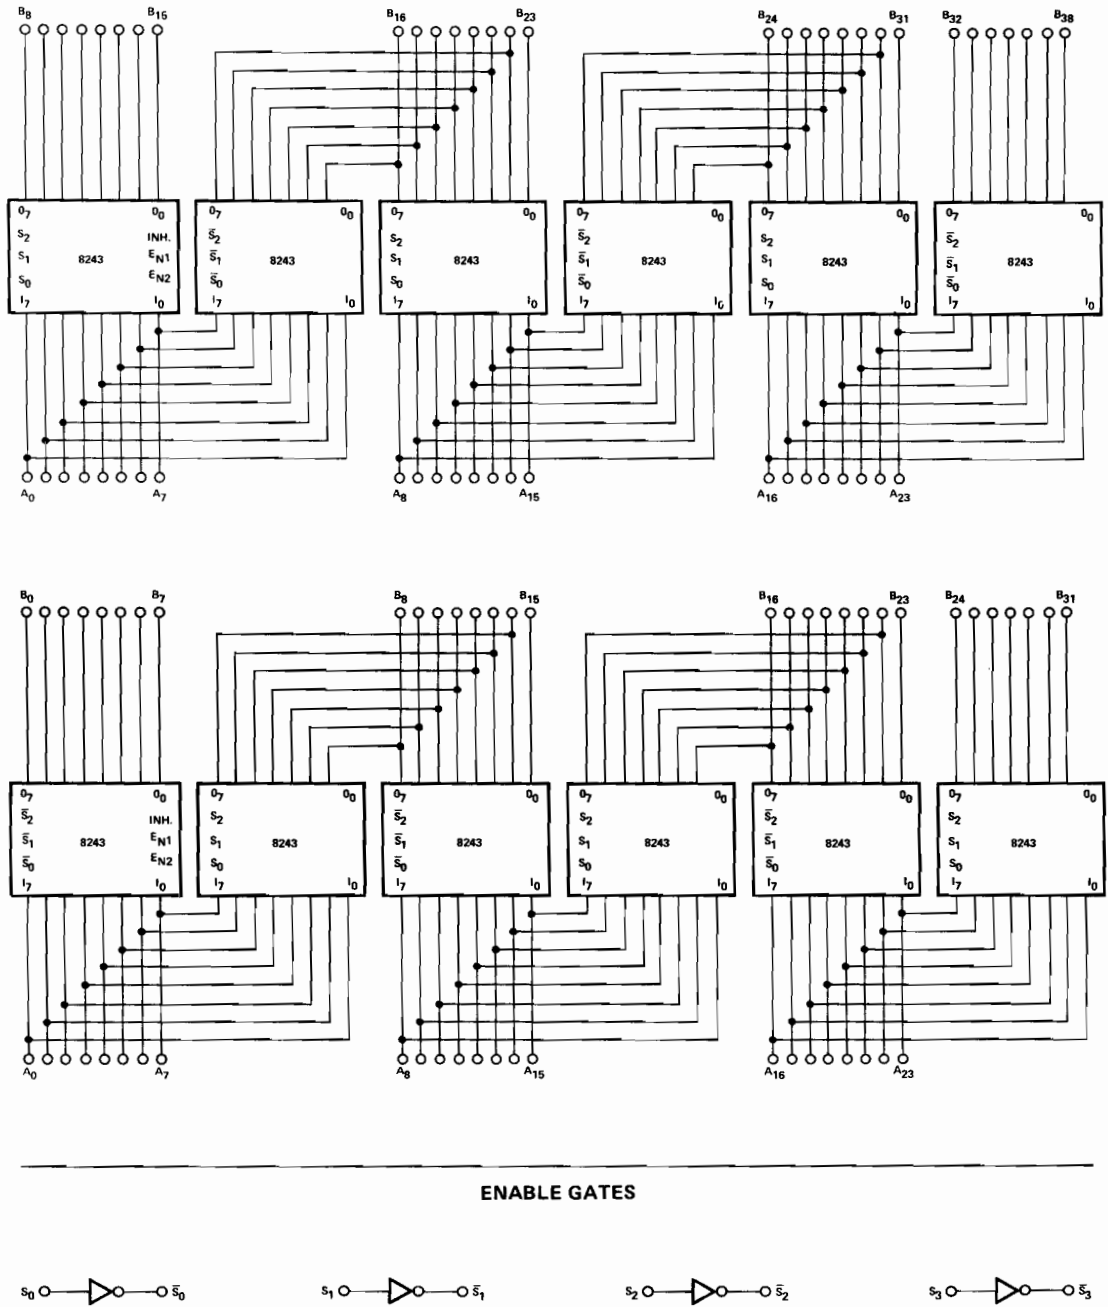 B8 B15 B16 B23 B24 B31 B32 B38
O7 O0 O7 O0 O7 O0 O7 O0 O7 O0 O7 O0
S2 INH. S̅2 S2 S̅2 S2 S̅2
S1 8243 EN1 S̅1 8243 S1 8243 S̅1 8243 S1 8243 S̅1 8243
S0 EN2 S̅0 S0 S̅0 S0 S̅0
I7 I0 I7 I0 I7 I0 I7 I0 I7 I0 I7 I0
A0 A7 A8 A15 A16 A23
B0 B7 B8 B15 B16 B23 B24 B31
O7 O0 O7 O0 O7 O0 O7 O0 O7 O0 O7 O0
S̅2 INH. S2 S̅2 S2 S̅2 S2
S̅1 8243 EN1 S1 8243 S̅1 8243 S1 8243 S̅1 8243 S1 8243
S̅0 EN2 S0 S̅0 S0 S̅0 S0
I7 I0 I7 I0 I7 I0 I7 I0 I7 I0 I7 I0
A0 A7 A8 A15 A16 A23
ENABLE GATES
S0 S̅0 S1 S̅1 S2 S̅2 S3 S̅3